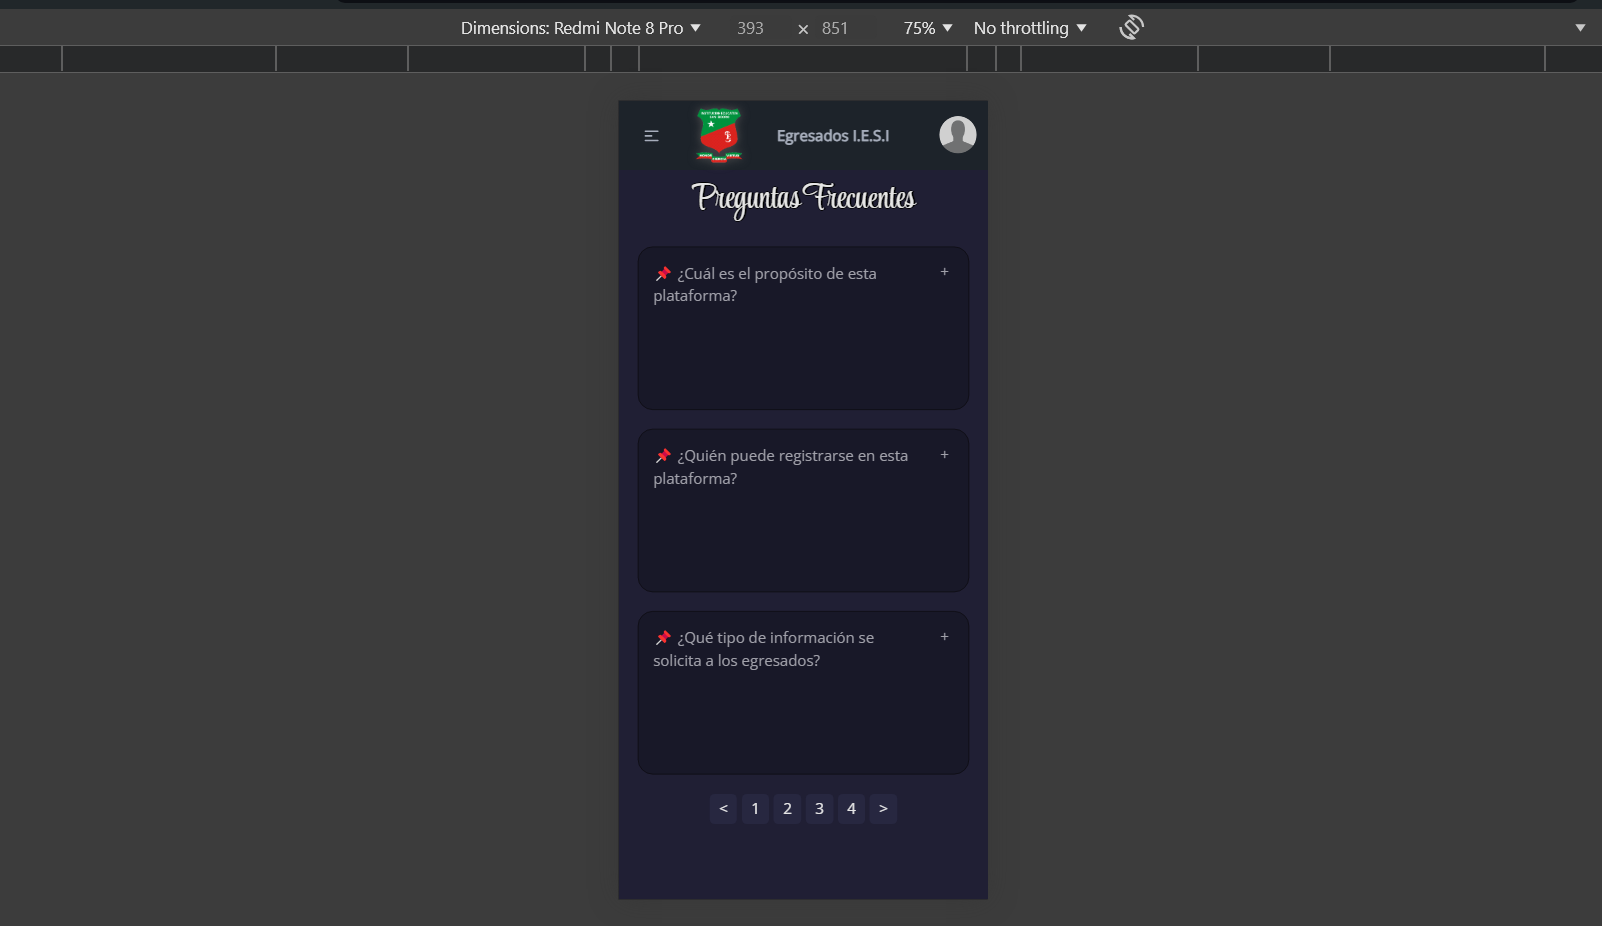 Dimensions: Redmi Note 8 Pro ▼ 393 × 851 75% ▼ No throttling ▼
Egresados I.E.S.I
Preguntas Frecuentes
📌 ¿Cuál es el propósito de esta +
plataforma?
📌 ¿Quién puede registrarse en esta +
plataforma?
📌 ¿Qué tipo de información se +
solicita a los egresados?
< 1 2 3 4 >